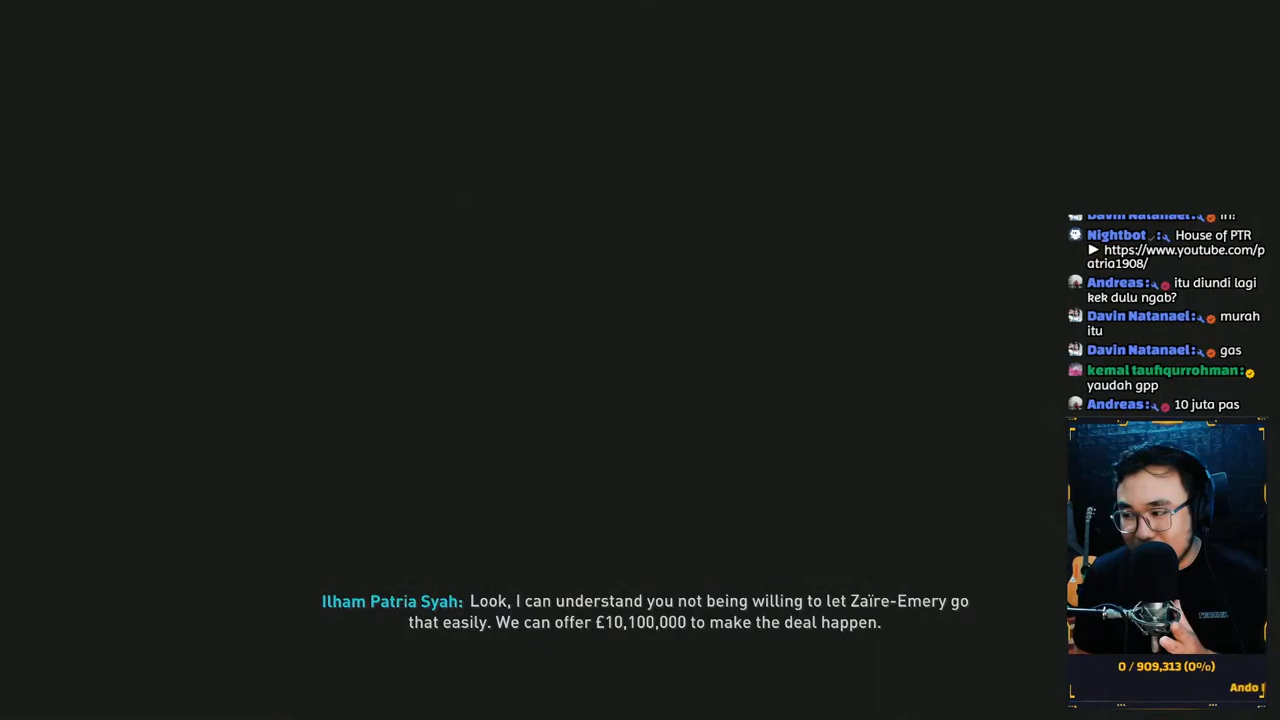 Davin Natanael:
Nightbot : House of PTR
► https://www.youtube.com/p
atria1908/
Andreas: itu diundi lagi
kek dulu ngab?
Davin Natanael: murah
itu
Davin Natanael: gas
kemal taufiqurrohman:
yaudah gpp
Andreas: 10 juta pas
Ilham Patria Syah: Look, I can understand you not being willing to let Zaïre-Emery go
that easily. We can offer £10,100,000 to make the deal happen.
0 / 909,313 (0%)
Ando